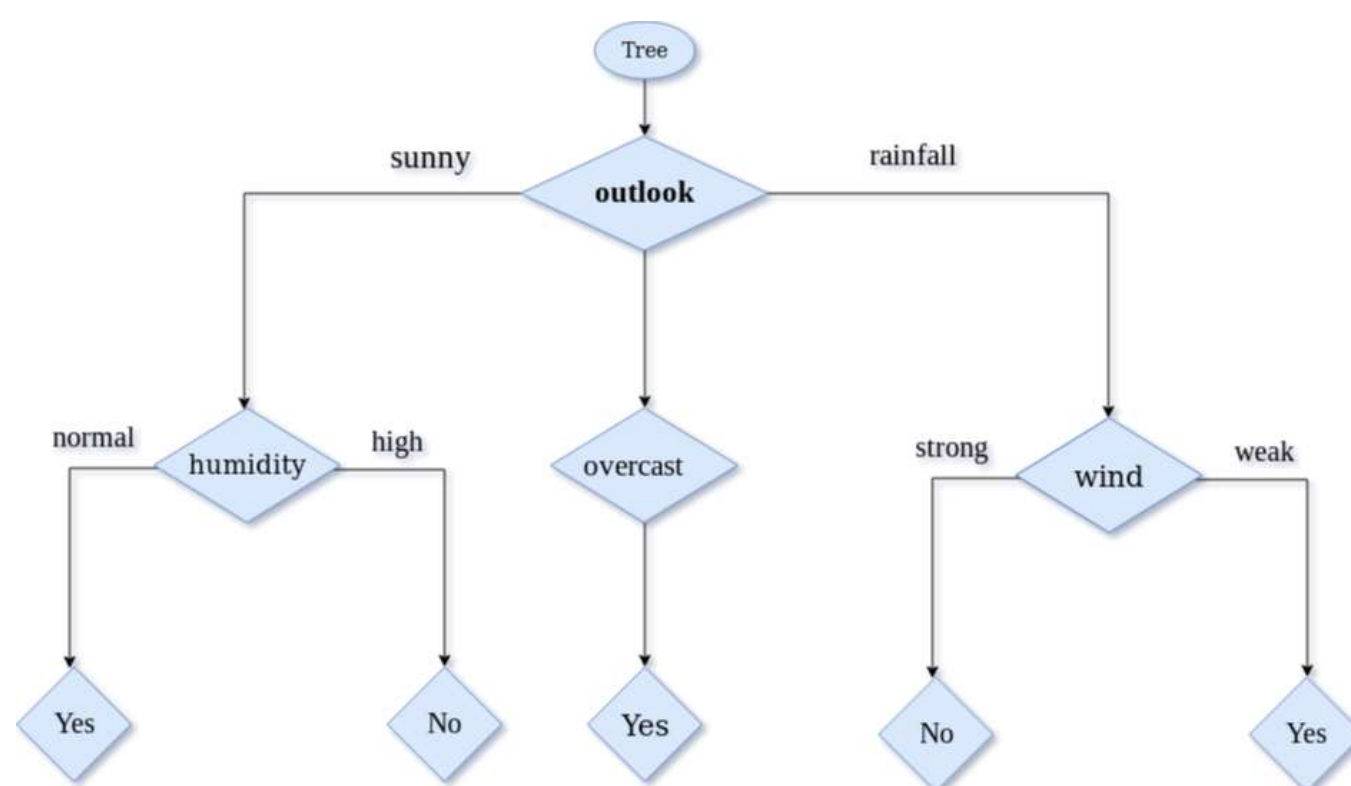 Tree
sunny
rainfall
outlook
normal
high
strong
weak
humidity
overcast
wind
Yes
No
Yes
No
Yes